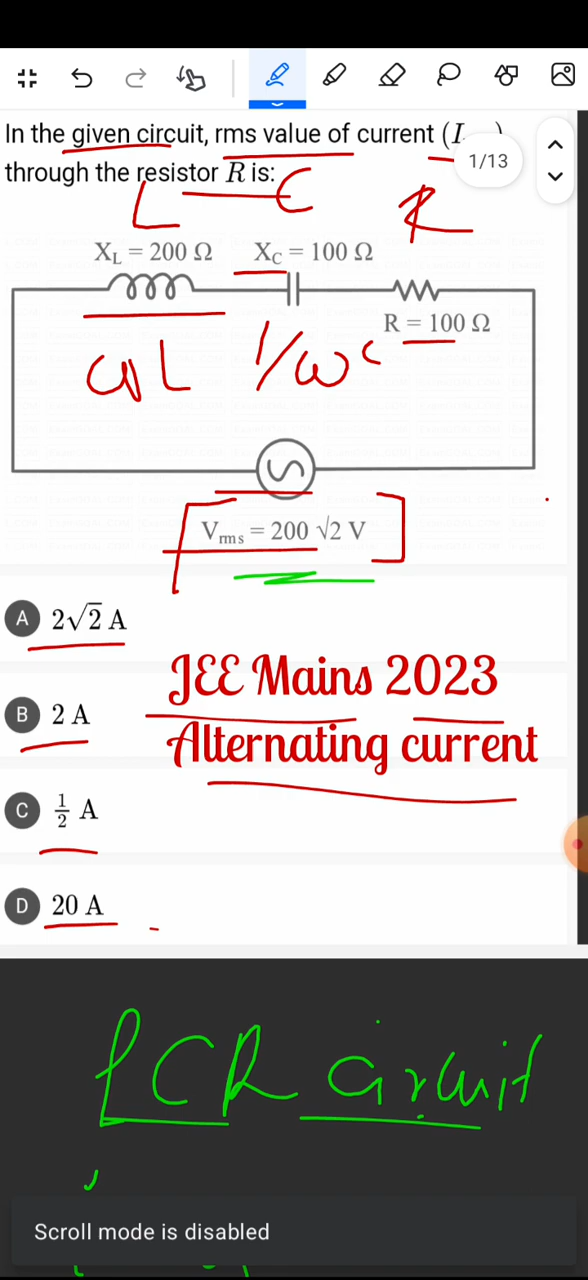 In the given circuit, rms value of current (I
1/13
through the resistor R is:
L C R
X_L = 200 Ω X_C = 100 Ω
R = 100 Ω
ωL 1/ωc
V_rms = 200 √2 V
A 2√2 A
JEE Mains 2023
B 2 A
Alternating current
C 1/2 A
D 20 A
LCR circuit
Scroll mode is disabled